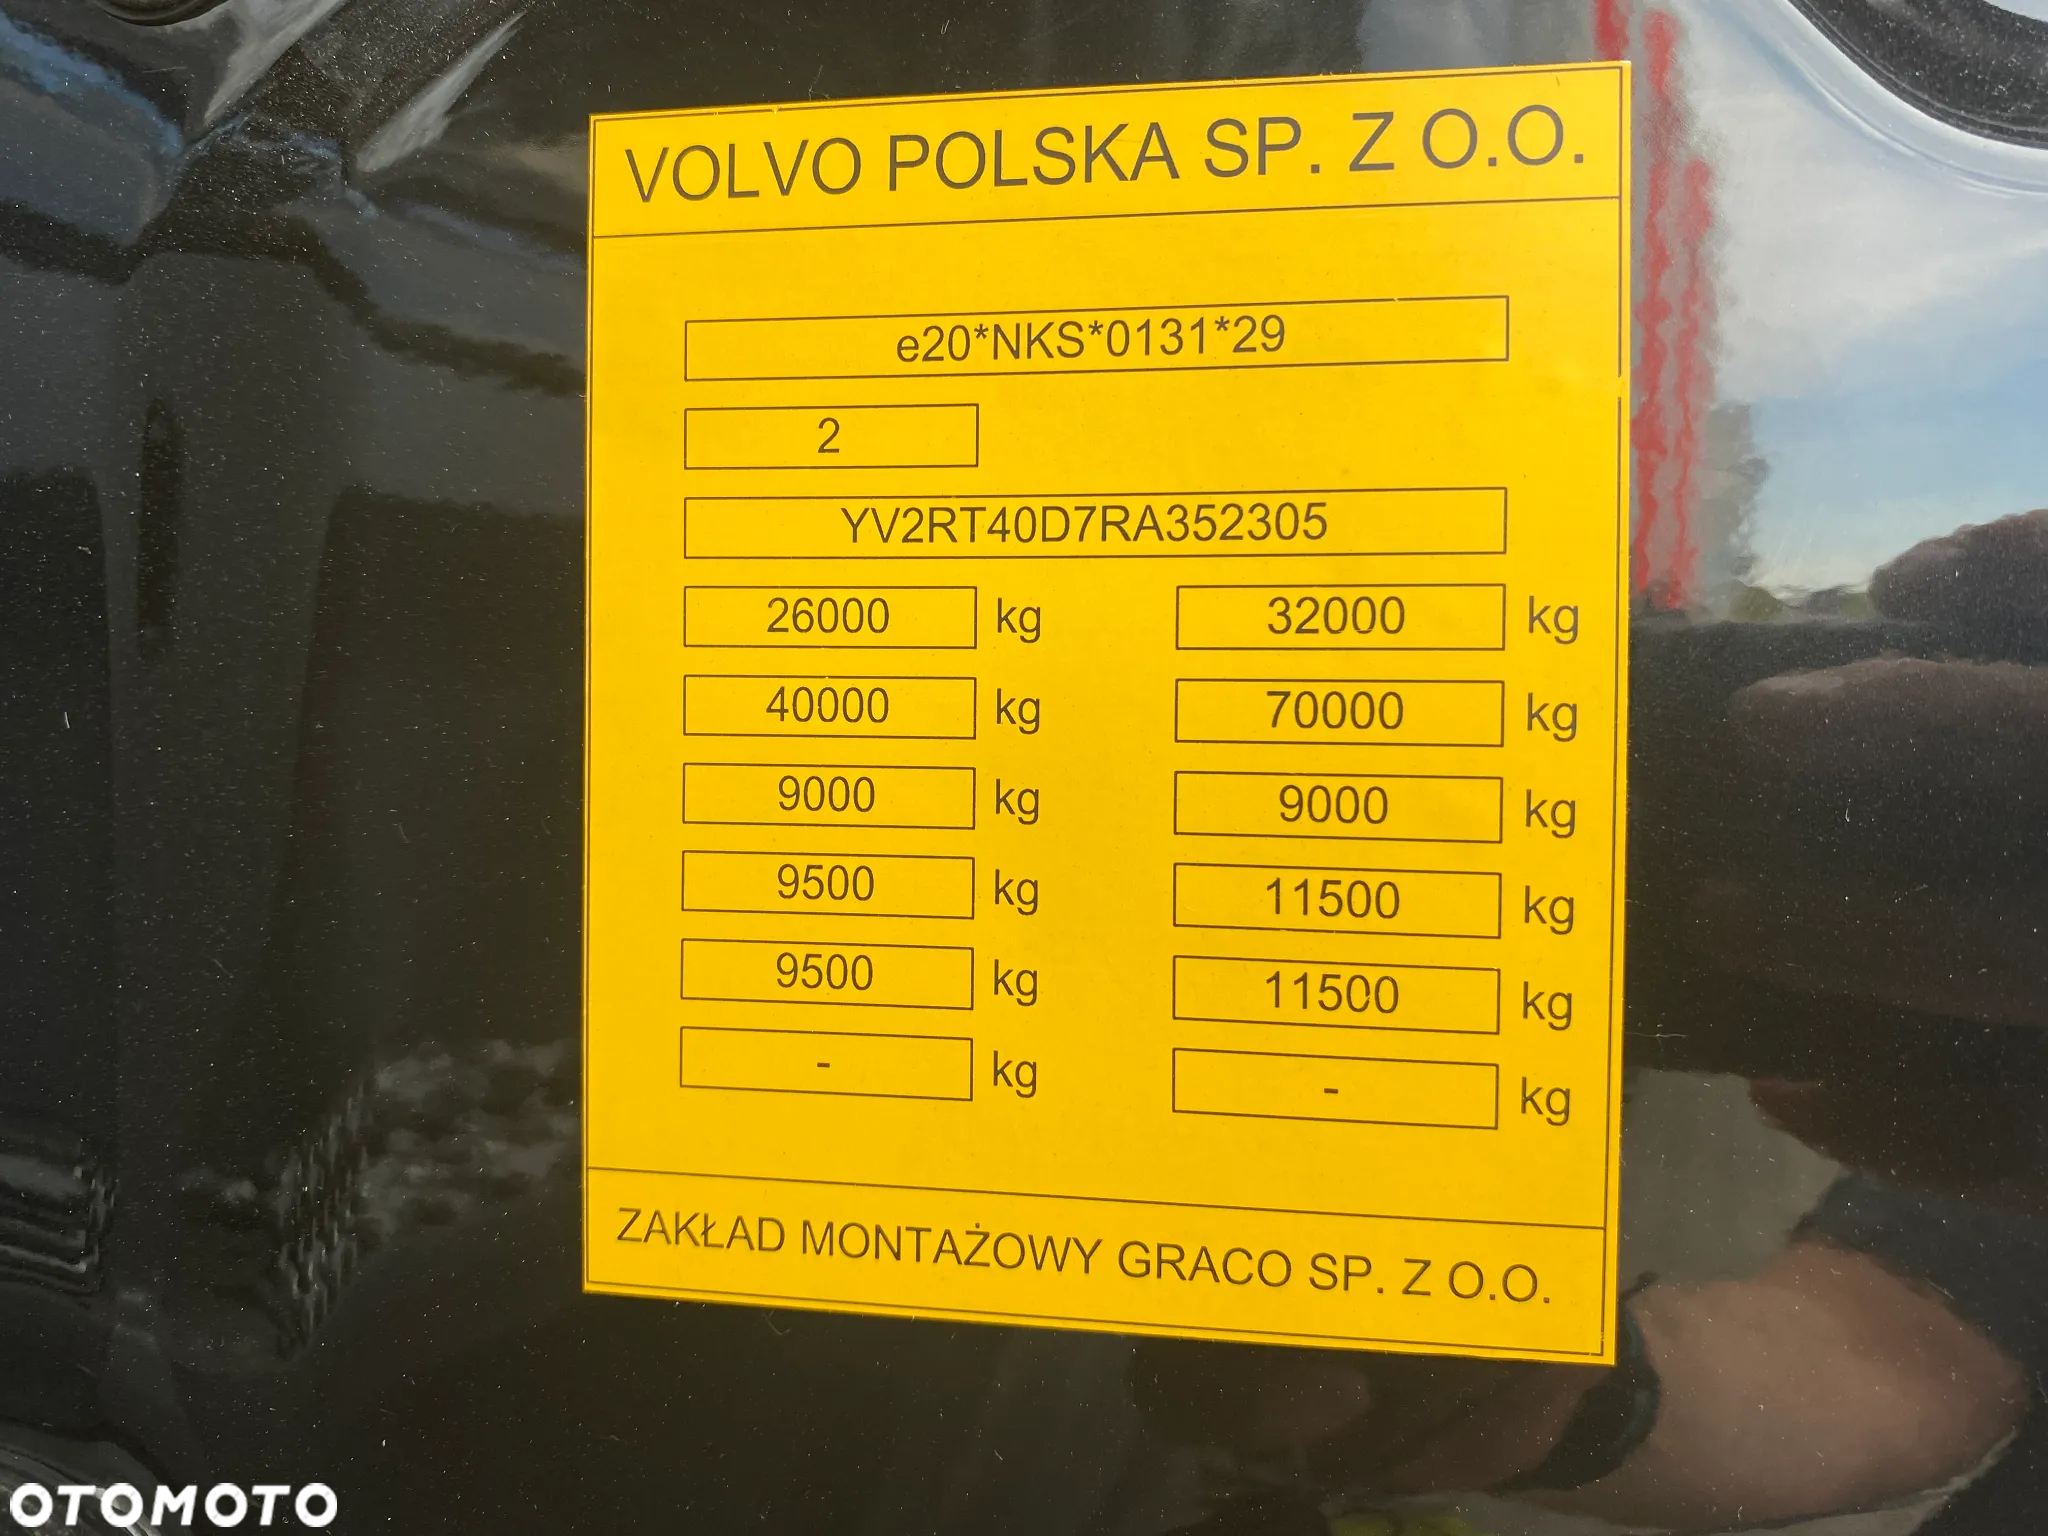 VOLVO POLSKA SP. Z O.O.
e20*NKS*0131*29
2
YV2RT40D7RA352305
26000 kg 32000 kg
40000 kg 70000 kg
9000 kg 9000 kg
9500 kg 11500 kg
9500 kg 11500 kg
- kg - kg
ZAKŁAD MONTAŻOWY GRACO SP. Z O.O.
OTOMOTO